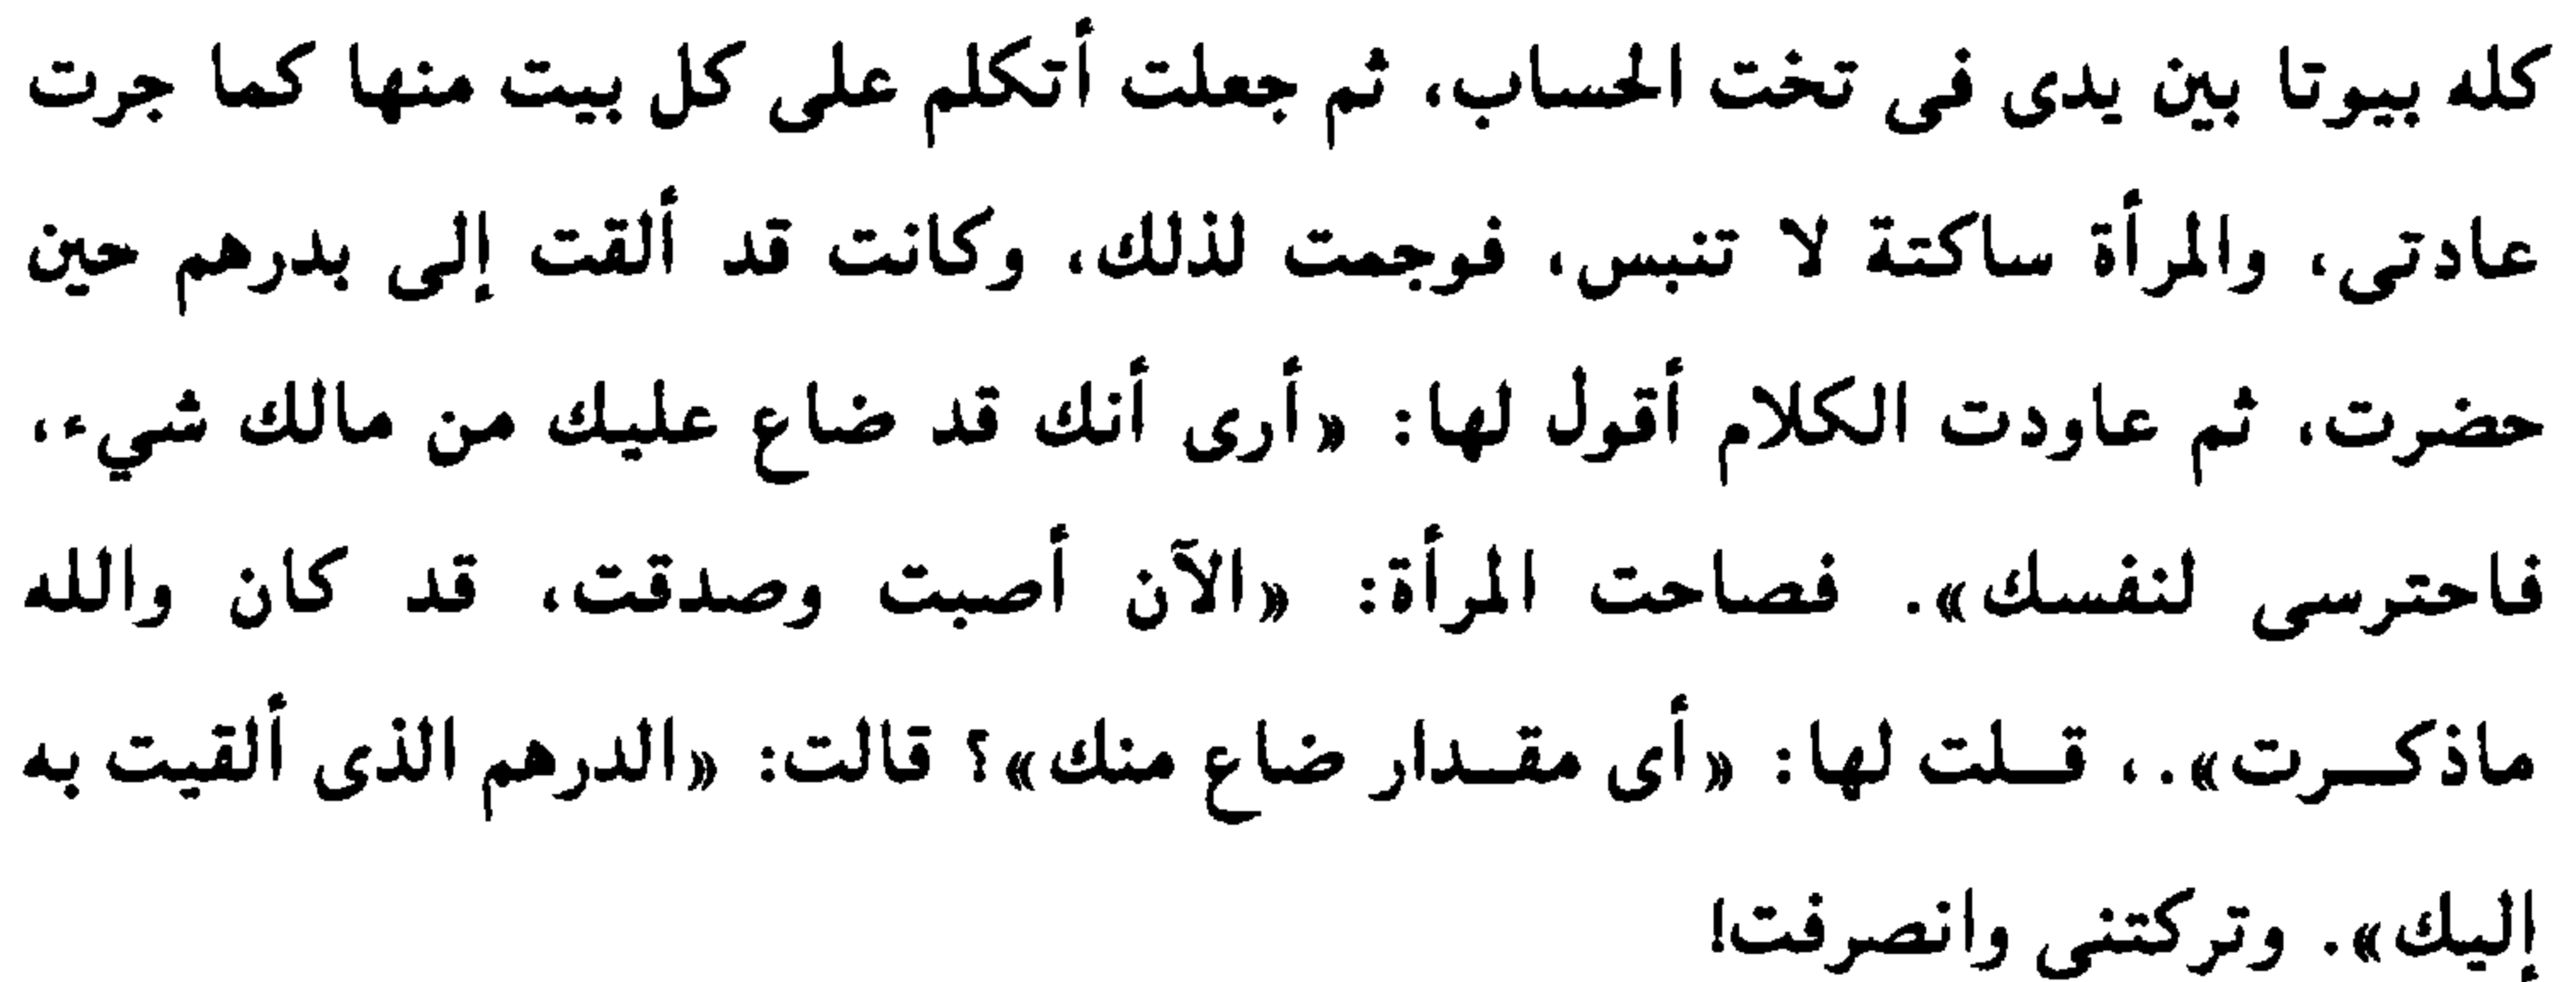 كله بيوتا بين يدى فى تخت الحساب، ثم جعلت أتكلم على كل بيت منها كما جرت
عادتى، والمرأة ساكتة لا تنبس، فوجمت لذلك، وكانت قد ألقت إلى بدرهم حين
حضرت، ثم عاودت الكلام أقول لها: «أرى أنك قد ضاع عليك من مالك شيء،
فاحترسى لنفسك». فصاحت المرأة: «الآن أصبت وصدقت، قد كان والله
ماذكـــرت».، قـلت لها: «أى مقـدار ضاع منك»؟ قالت: «الدرهم الذى ألقيت به
إليك». وتركتنى وانصرفت!